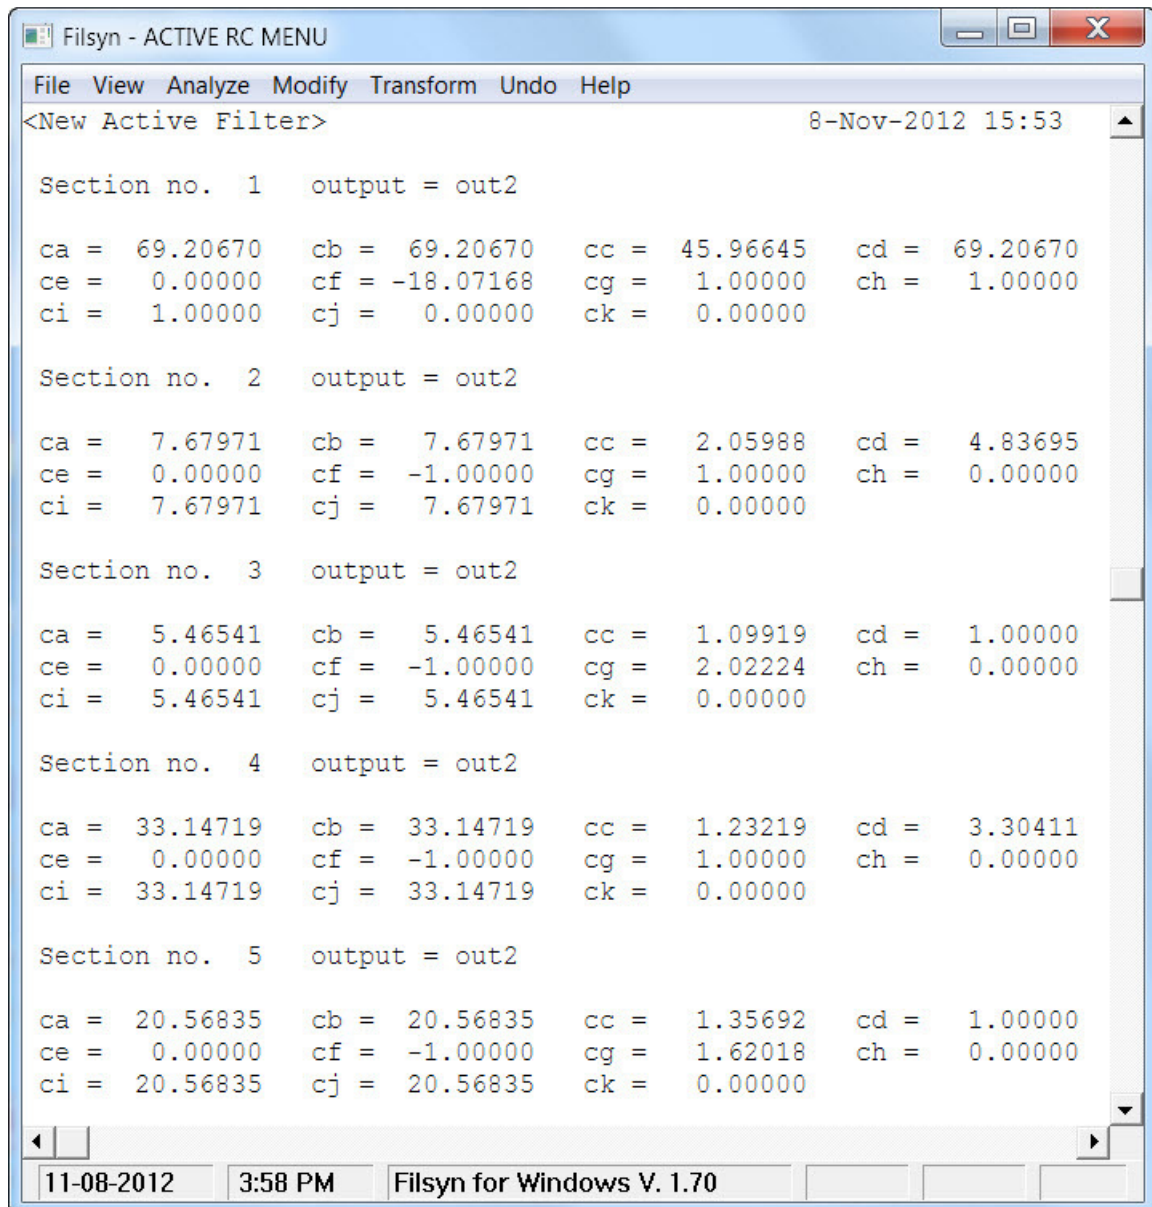 Filsyn - ACTIVE RC MENU
File View Analyze Modify Transform Undo Help
<New Active Filter> 8-Nov-2012 15:53
Section no. 1 output = out2
ca = 69.20670 cb = 69.20670 cc = 45.96645 cd = 69.20670
ce = 0.00000 cf = -18.07168 cg = 1.00000 ch = 1.00000
ci = 1.00000 cj = 0.00000 ck = 0.00000
Section no. 2 output = out2
ca = 7.67971 cb = 7.67971 cc = 2.05988 cd = 4.83695
ce = 0.00000 cf = -1.00000 cg = 1.00000 ch = 0.00000
ci = 7.67971 cj = 7.67971 ck = 0.00000
Section no. 3 output = out2
ca = 5.46541 cb = 5.46541 cc = 1.09919 cd = 1.00000
ce = 0.00000 cf = -1.00000 cg = 2.02224 ch = 0.00000
ci = 5.46541 cj = 5.46541 ck = 0.00000
Section no. 4 output = out2
ca = 33.14719 cb = 33.14719 cc = 1.23219 cd = 3.30411
ce = 0.00000 cf = -1.00000 cg = 1.00000 ch = 0.00000
ci = 33.14719 cj = 33.14719 ck = 0.00000
Section no. 5 output = out2
ca = 20.56835 cb = 20.56835 cc = 1.35692 cd = 1.00000
ce = 0.00000 cf = -1.00000 cg = 1.62018 ch = 0.00000
ci = 20.56835 cj = 20.56835 ck = 0.00000
11-08-2012 3:58 PM Filsyn for Windows V. 1.70